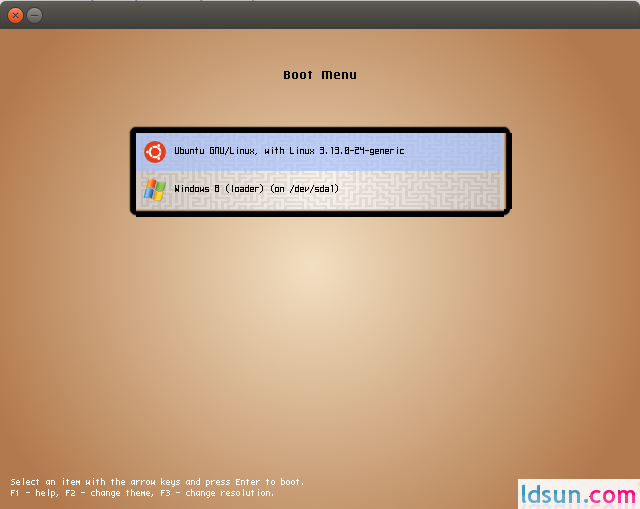 Boot Menu
Ubuntu GNU/Linux, with Linux 3.13.0-24-generic
Windows 8 (loader) (on /dev/sda1)
Select an item with the arrow keys and press Enter to boot.
F1 - help, F2 - change theme, F3 - change resolution.
ldsun.com